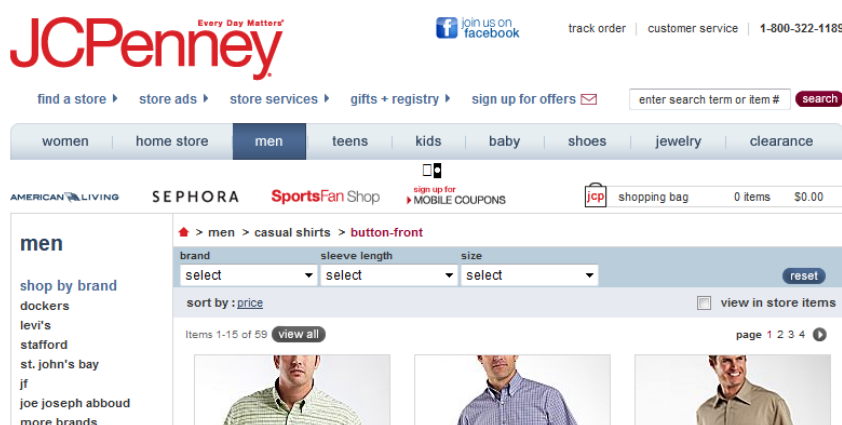 Every Day Matters®
JCPenney
join us on facebook
track order | customer service | 1-800-322-1189
find a store store ads store services gifts + registry sign up for offers enter search term or item # search
women home store men teens kids baby shoes jewelry clearance
AMERICAN LIVING SEPHORA SportsFan Shop sign up for MOBILE COUPONS jcp shopping bag 0 items $0.00
men
> men > casual shirts > button-front
brand sleeve length size
select select select reset
sort by : price view in store items
Items 1-15 of 59 view all page 1 2 3 4
shop by brand
dockers
levi's
stafford
st. john's bay
jf
joe joseph abboud
more brands